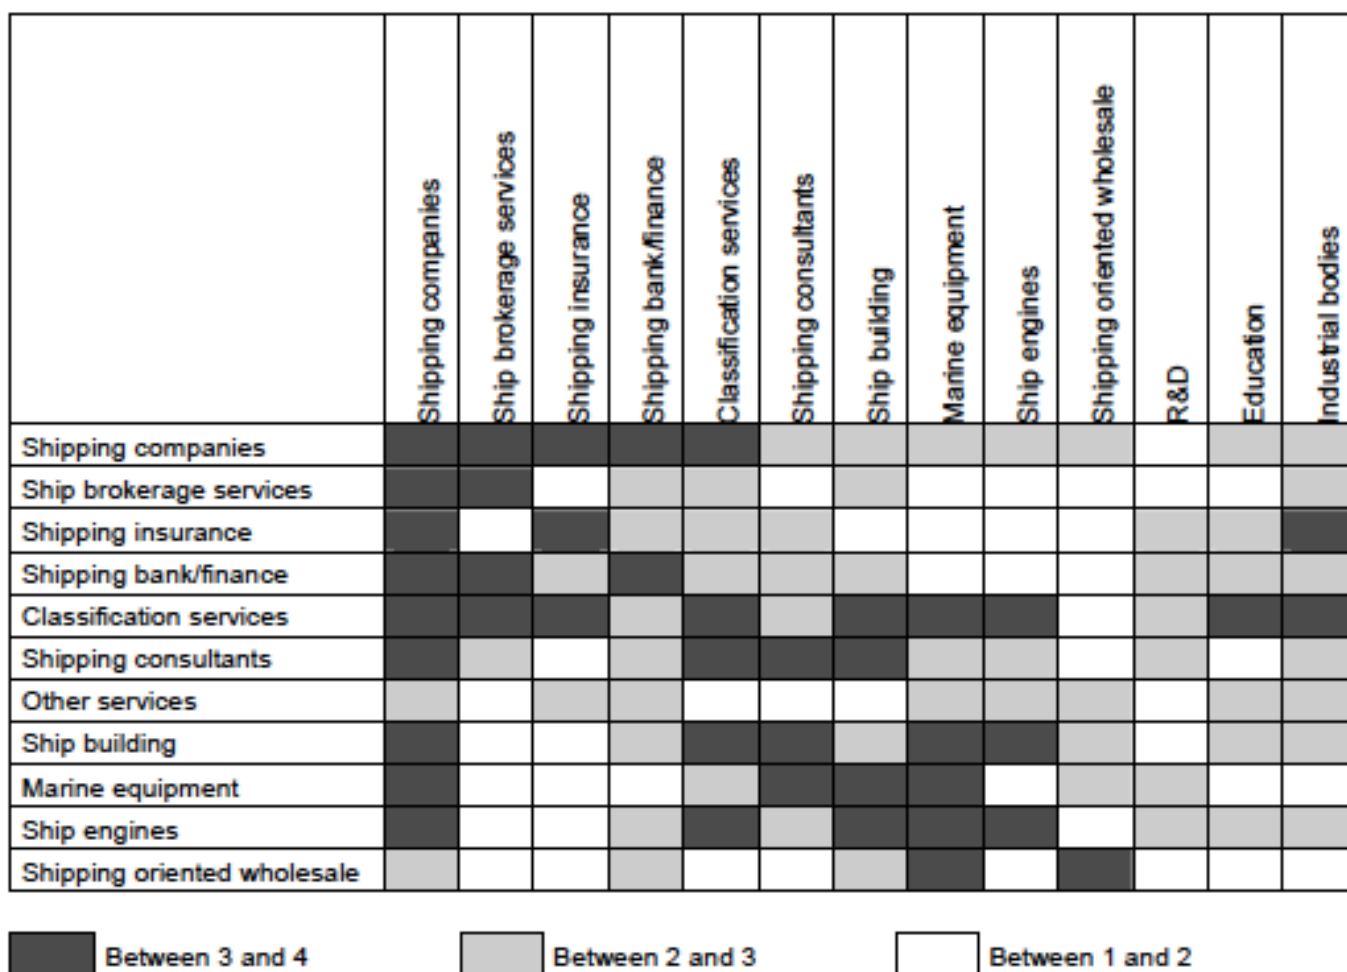 Shipping companies
Ship brokerage services
Shipping insurance
Shipping bank/finance
Classification services
Shipping consultants
Ship building
Marine equipment
Ship engines
Shipping oriented wholesale
R&D
Education
Industrial bodies
Shipping companies
Ship brokerage services
Shipping insurance
Shipping bank/finance
Classification services
Shipping consultants
Other services
Ship building
Marine equipment
Ship engines
Shipping oriented wholesale
Between 3 and 4 Between 2 and 3 Between 1 and 2